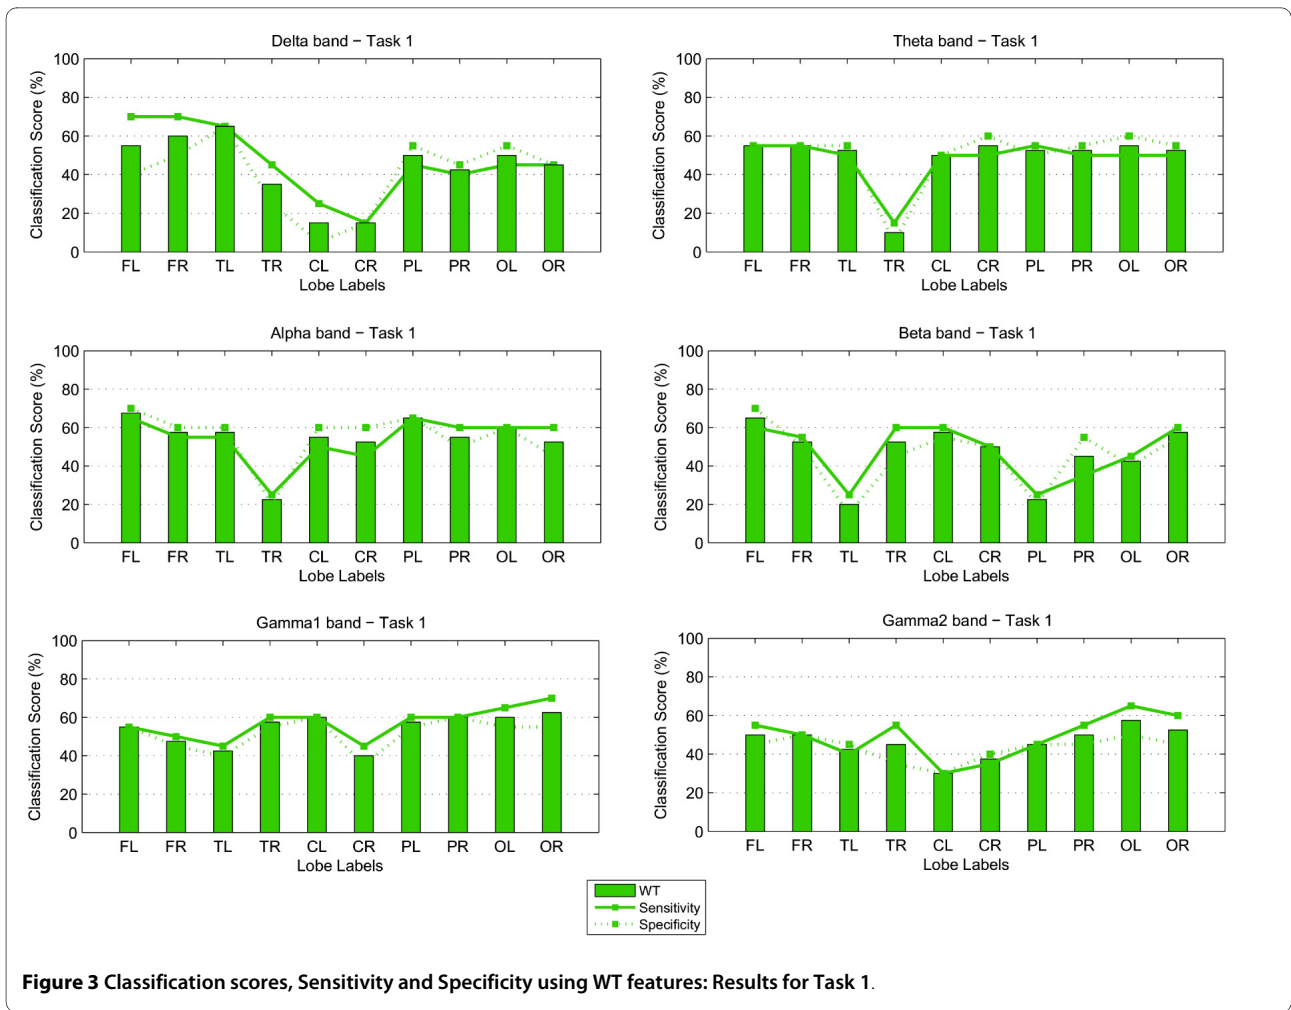 Delta band − Task 1
Classification Score (%)
100
80
60
40
20
0
FL FR TL TR CL CR PL PR OL OR
Lobe Labels
Theta band − Task 1
Classification Score (%)
100
80
60
40
20
0
FL FR TL TR CL CR PL PR OL OR
Lobe Labels
Alpha band − Task 1
Classification Score (%)
100
80
60
40
20
0
FL FR TL TR CL CR PL PR OL OR
Lobe Labels
Beta band − Task 1
Classification Score (%)
100
80
60
40
20
0
FL FR TL TR CL CR PL PR OL OR
Lobe Labels
Gamma1 band − Task 1
Classification Score (%)
100
80
60
40
20
0
FL FR TL TR CL CR PL PR OL OR
Lobe Labels
Gamma2 band − Task 1
Classification Score (%)
100
80
60
40
20
0
FL FR TL TR CL CR PL PR OL OR
Lobe Labels
WT
Sensitivity
Specificity
Figure 3 Classification scores, Sensitivity and Specificity using WT features: Results for Task 1.